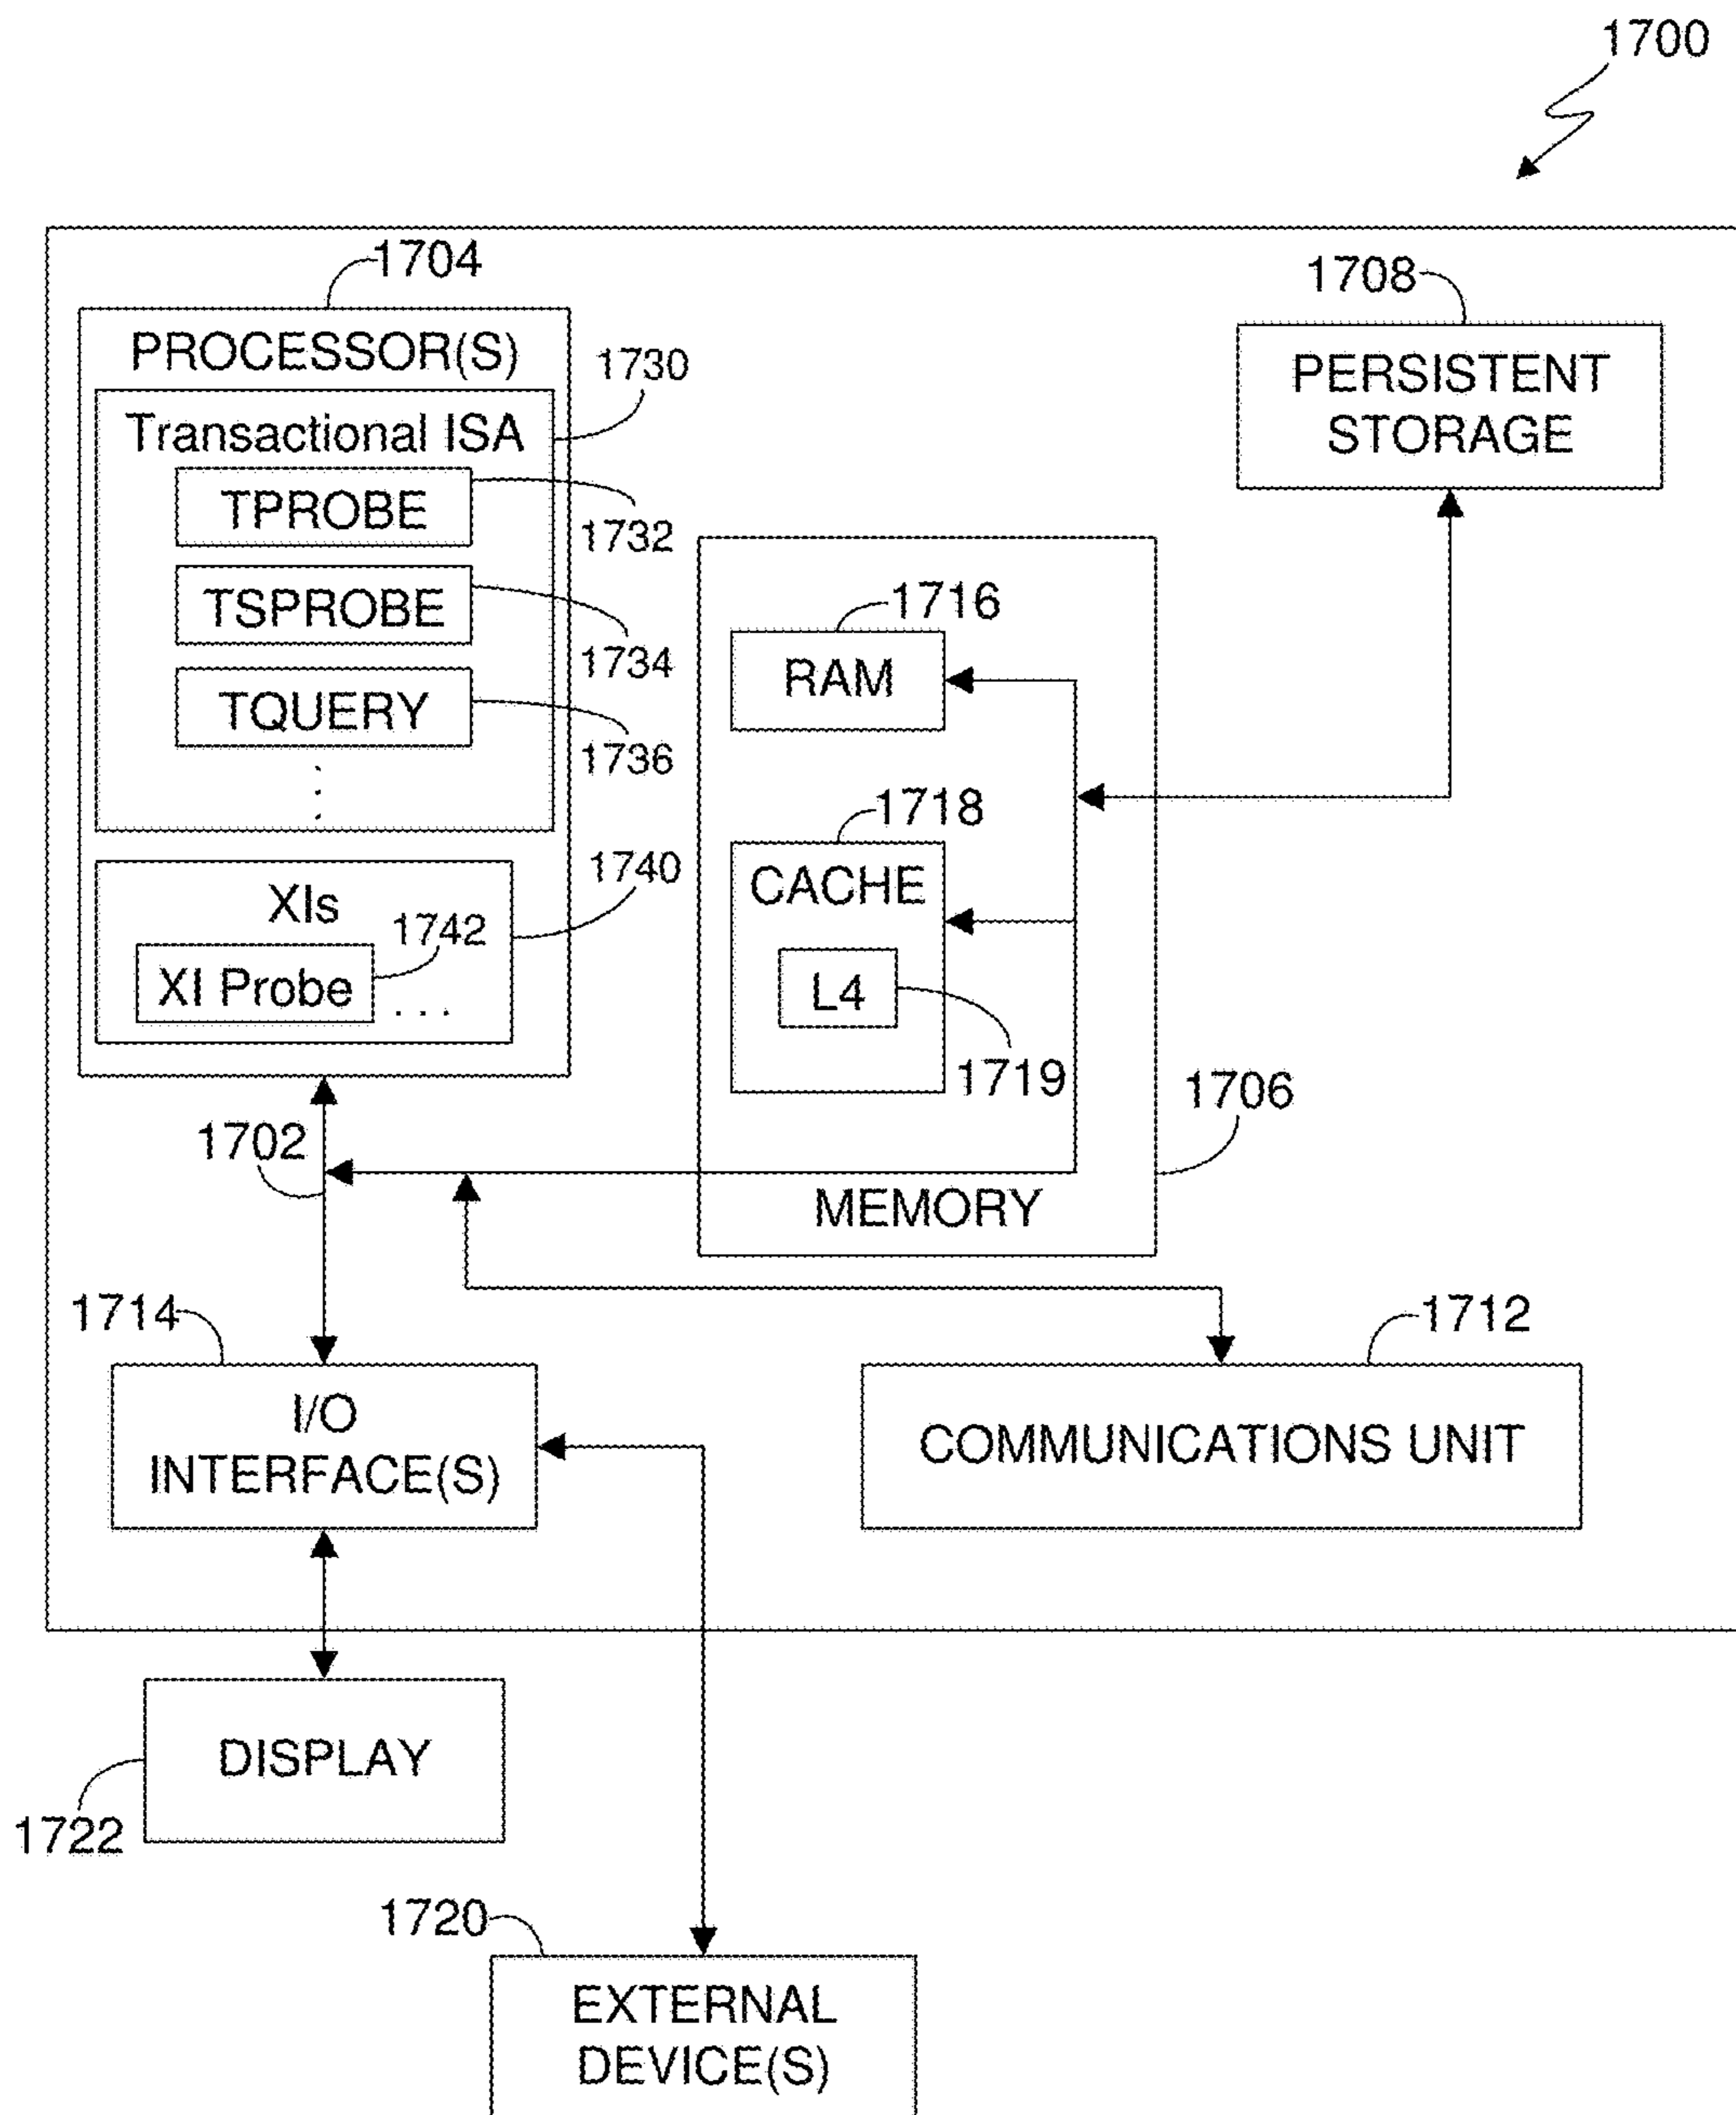 1700
1704
PROCESSOR(S)
1730
Transactional ISA
TPROBE
1732
TSPROBE
1734
TQUERY
1736
.
.
.
1740
XIs
1742
XI Probe
. . .
1708
PERSISTENT
STORAGE
1716
RAM
1718
CACHE
L4
1719
1706
MEMORY
1702
1714
I/O
INTERFACE(S)
1712
COMMUNICATIONS UNIT
DISPLAY
1722
1720
EXTERNAL
DEVICE(S)